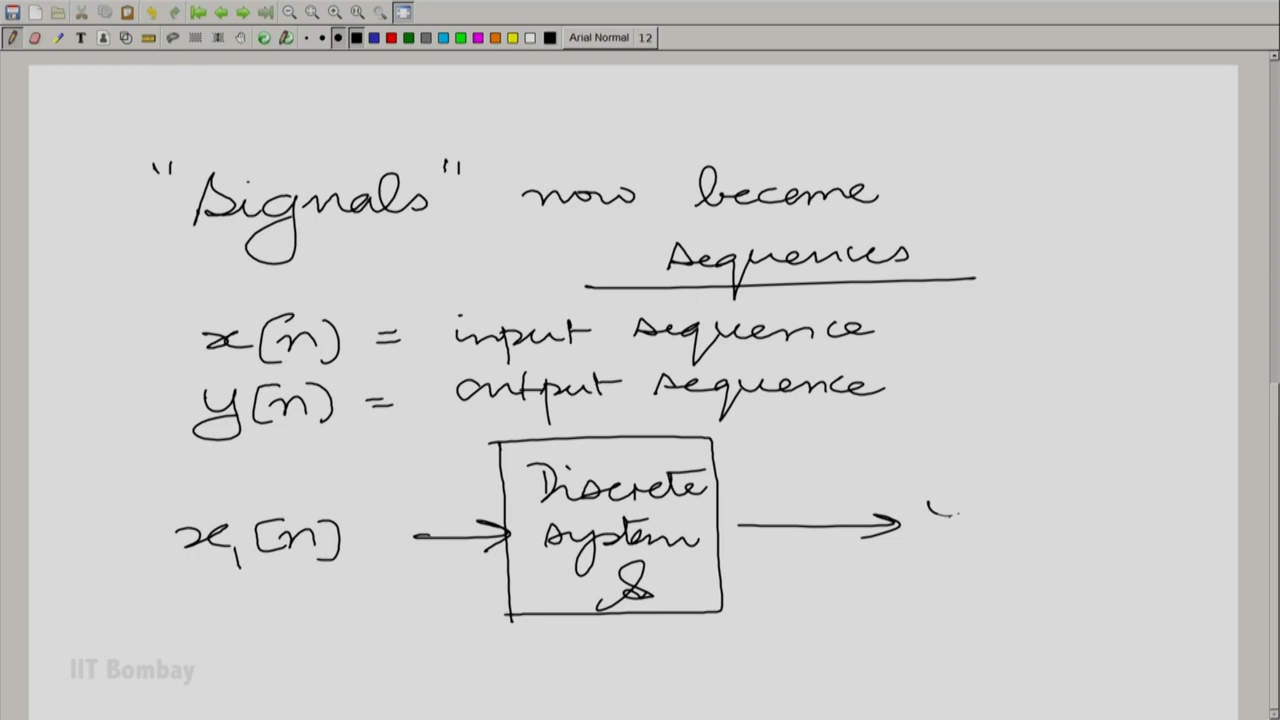 Arial Normal 12
"Signals" now become
sequences
x[n] = input sequence
y[n] = output sequence
x₁[n] → Discrete →
system
S
IIT Bombay